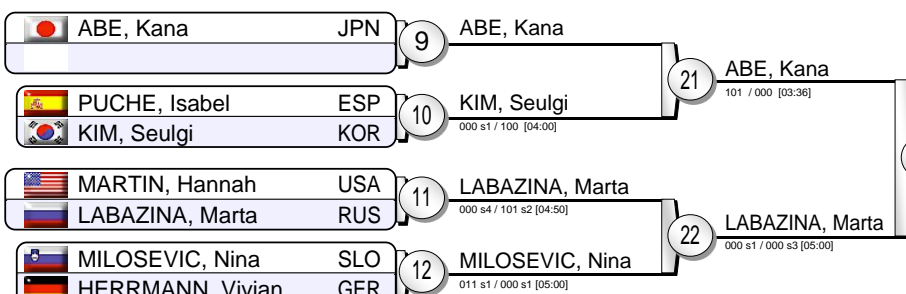 ABE, Kana JPN
9
ABE, Kana
21
ABE, Kana
101 / 000 [03:36]
PUCHE, Isabel ESP
KIM, Seulgi KOR
10
KIM, Seulgi
000 s1 / 100 [04:00]
MARTIN, Hannah USA
LABAZINA, Marta RUS
11
LABAZINA, Marta
000 s4 / 101 s2 [04:50]
22
LABAZINA, Marta
000 s1 / 000 s3 [05:00]
MILOSEVIC, Nina SLO
HERRMANN, Vivian GER
12
MILOSEVIC, Nina
011 s1 / 000 s1 [05:00]